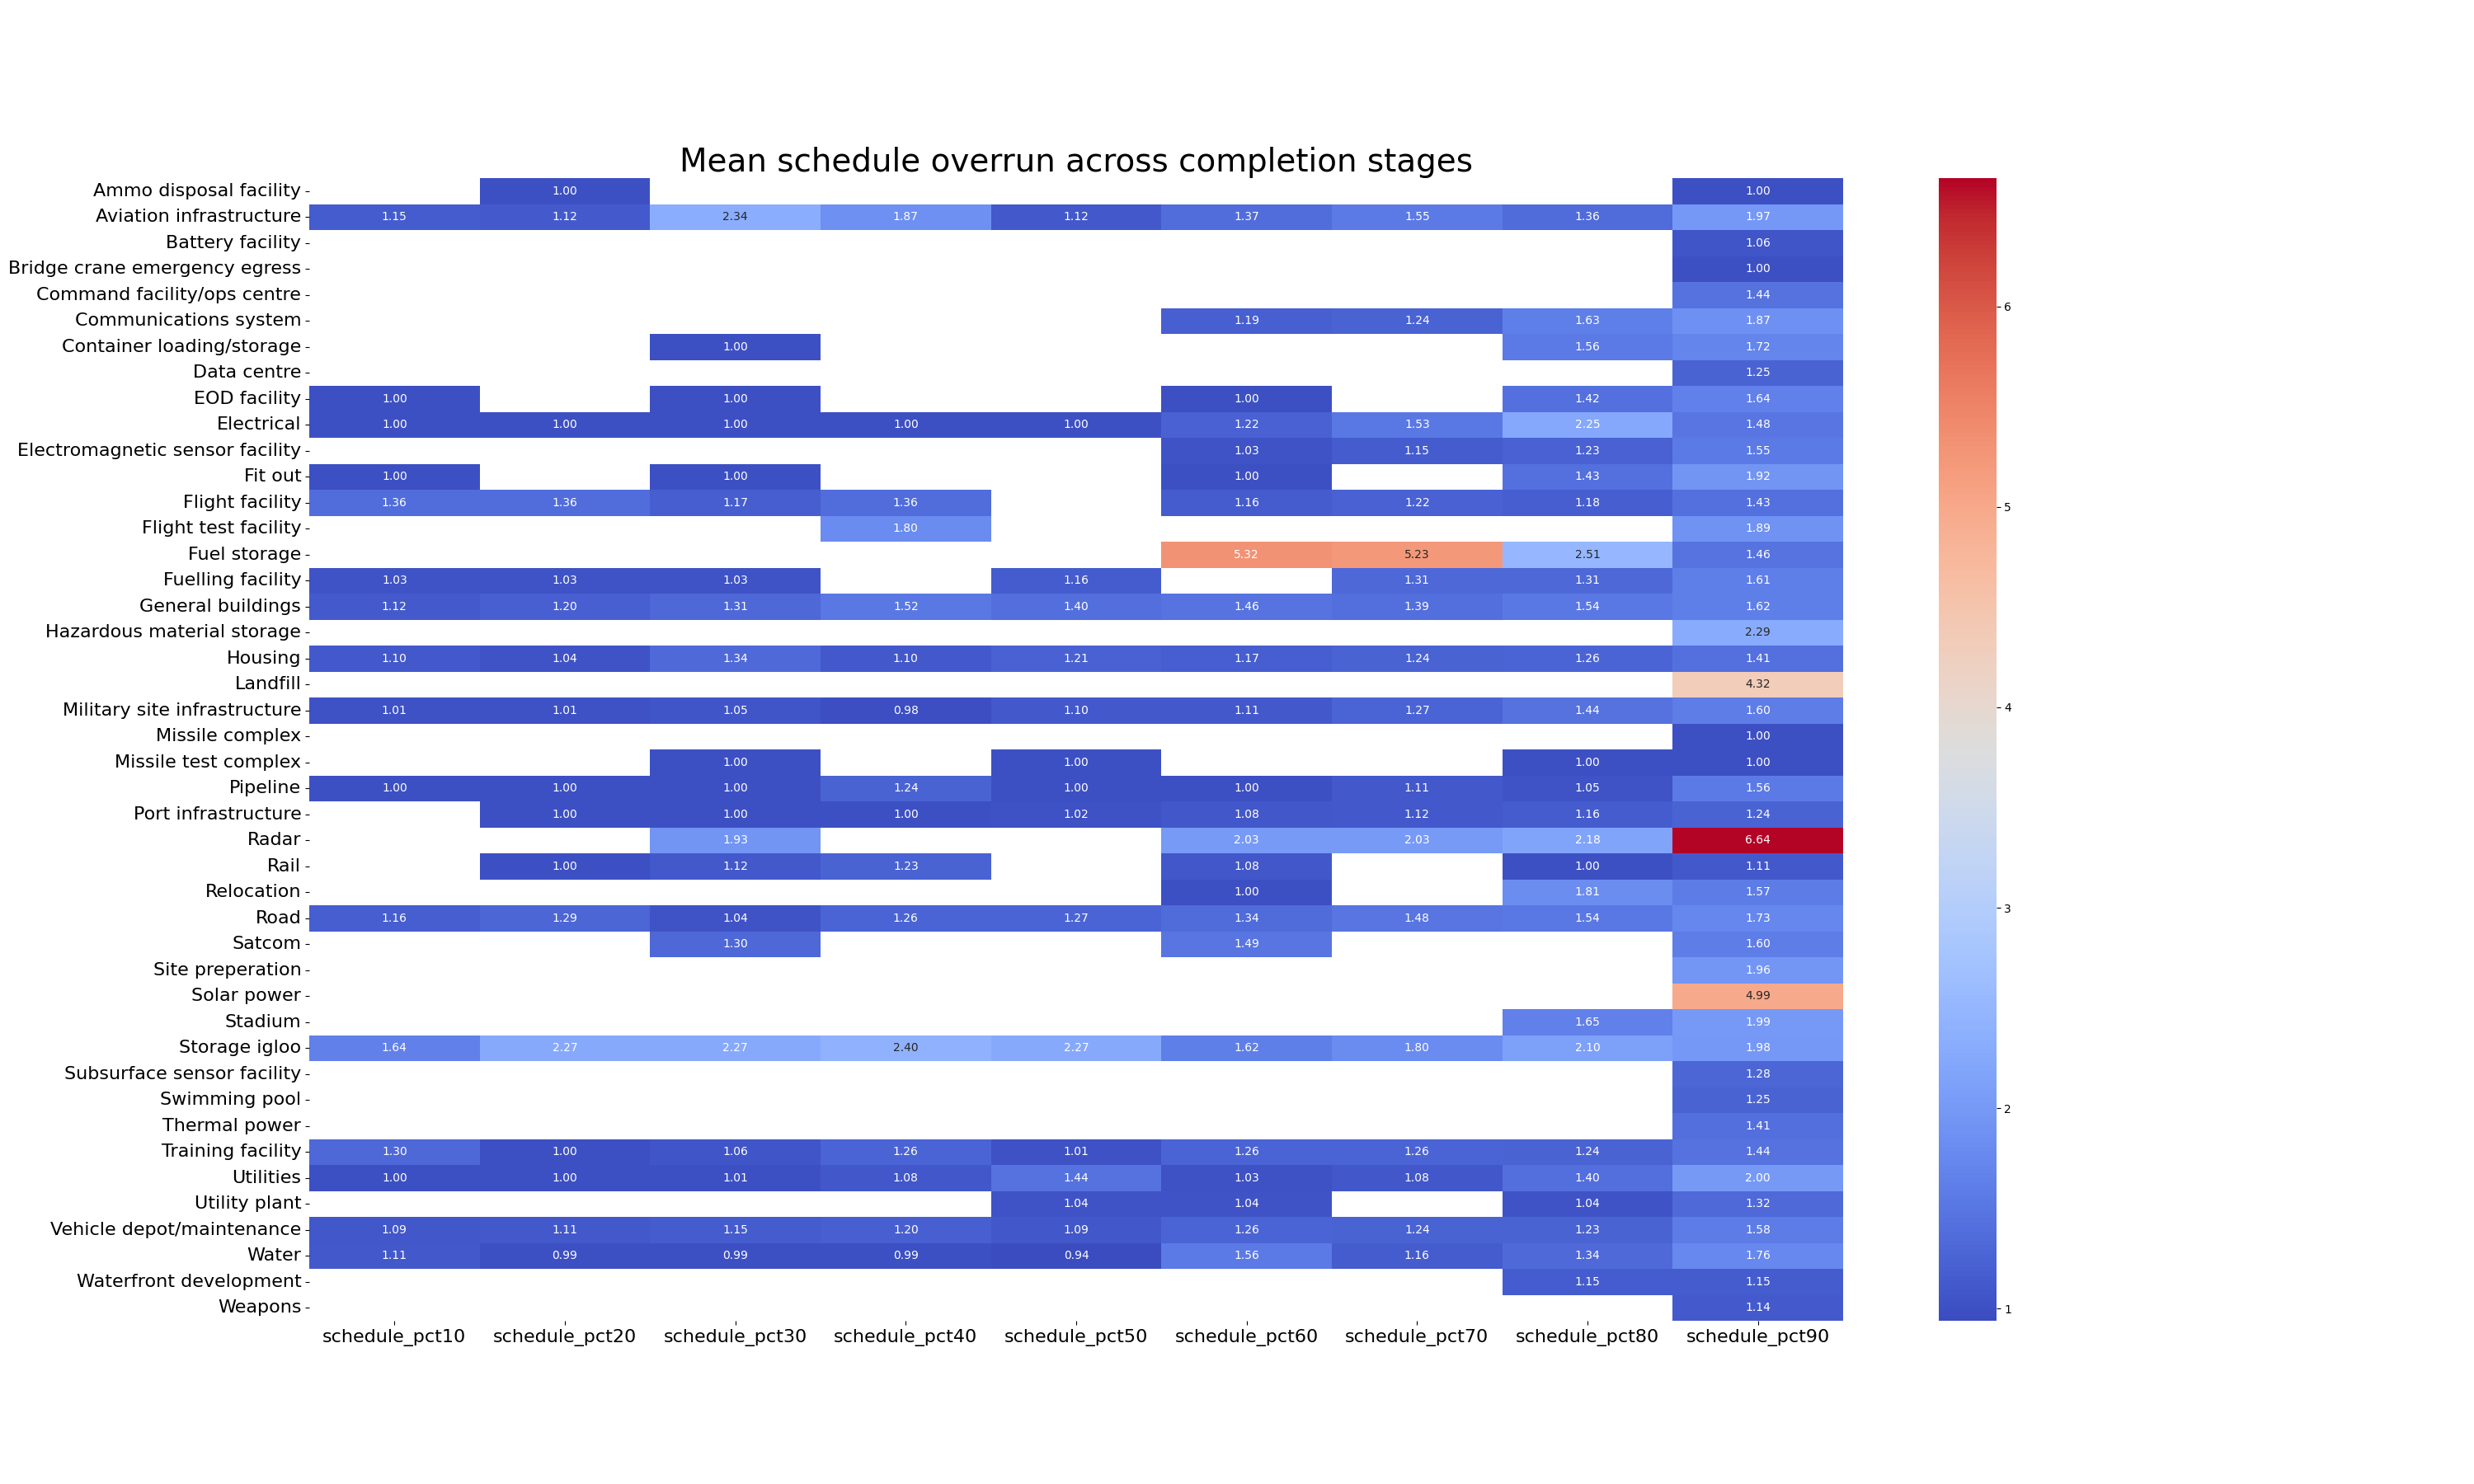 Mean schedule overrun across completion stages
Ammo disposal facility 1.00 1.00
Aviation infrastructure 1.15 1.12 2.34 1.87 1.12 1.37 1.55 1.36 1.97
Battery facility 1.06
Bridge crane emergency egress 1.00
Command facility/ops centre 1.44
Communications system 1.19 1.24 1.63 1.87
Container loading/storage 1.00 1.56 1.72
Data centre 1.25
EOD facility 1.00 1.00 1.00 1.42 1.64
Electrical 1.00 1.00 1.00 1.00 1.00 1.22 1.53 2.25 1.48
Electromagnetic sensor facility 1.03 1.15 1.23 1.55
Fit out 1.00 1.00 1.00 1.43 1.92
Flight facility 1.36 1.36 1.17 1.36 1.16 1.22 1.18 1.43
Flight test facility 1.80 1.89
Fuel storage 5.32 5.23 2.51 1.46
Fuelling facility 1.03 1.03 1.03 1.16 1.31 1.31 1.61
General buildings 1.12 1.20 1.31 1.52 1.40 1.46 1.39 1.54 1.62
Hazardous material storage 2.29
Housing 1.10 1.04 1.34 1.10 1.21 1.17 1.24 1.26 1.41
Landfill 4.32
Military site infrastructure 1.01 1.01 1.05 0.98 1.10 1.11 1.27 1.44 1.60
Missile complex 1.00
Missile test complex 1.00 1.00 1.00 1.00
Pipeline 1.00 1.00 1.00 1.24 1.00 1.00 1.11 1.05 1.56
Port infrastructure 1.00 1.00 1.00 1.02 1.08 1.12 1.16 1.24
Radar 1.93 2.03 2.03 2.18 6.64
Rail 1.00 1.12 1.23 1.08 1.00 1.11
Relocation 1.00 1.81 1.57
Road 1.16 1.29 1.04 1.26 1.27 1.34 1.48 1.54 1.73
Satcom 1.30 1.49 1.60
Site preperation 1.96
Solar power 4.99
Stadium 1.65 1.99
Storage igloo 1.64 2.27 2.27 2.40 2.27 1.62 1.80 2.10 1.98
Subsurface sensor facility 1.28
Swimming pool 1.25
Thermal power 1.41
Training facility 1.30 1.00 1.06 1.26 1.01 1.26 1.26 1.24 1.44
Utilities 1.00 1.00 1.01 1.08 1.44 1.03 1.08 1.40 2.00
Utility plant 1.04 1.04 1.04 1.32
Vehicle depot/maintenance 1.09 1.11 1.15 1.20 1.09 1.26 1.24 1.23 1.58
Water 1.11 0.99 0.99 0.99 0.94 1.56 1.16 1.34 1.76
Waterfront development 1.15 1.15
Weapons 1.14
schedule_pct10 schedule_pct20 schedule_pct30 schedule_pct40 schedule_pct50 schedule_pct60 schedule_pct70 schedule_pct80 schedule_pct90
6
5
4
3
2
1